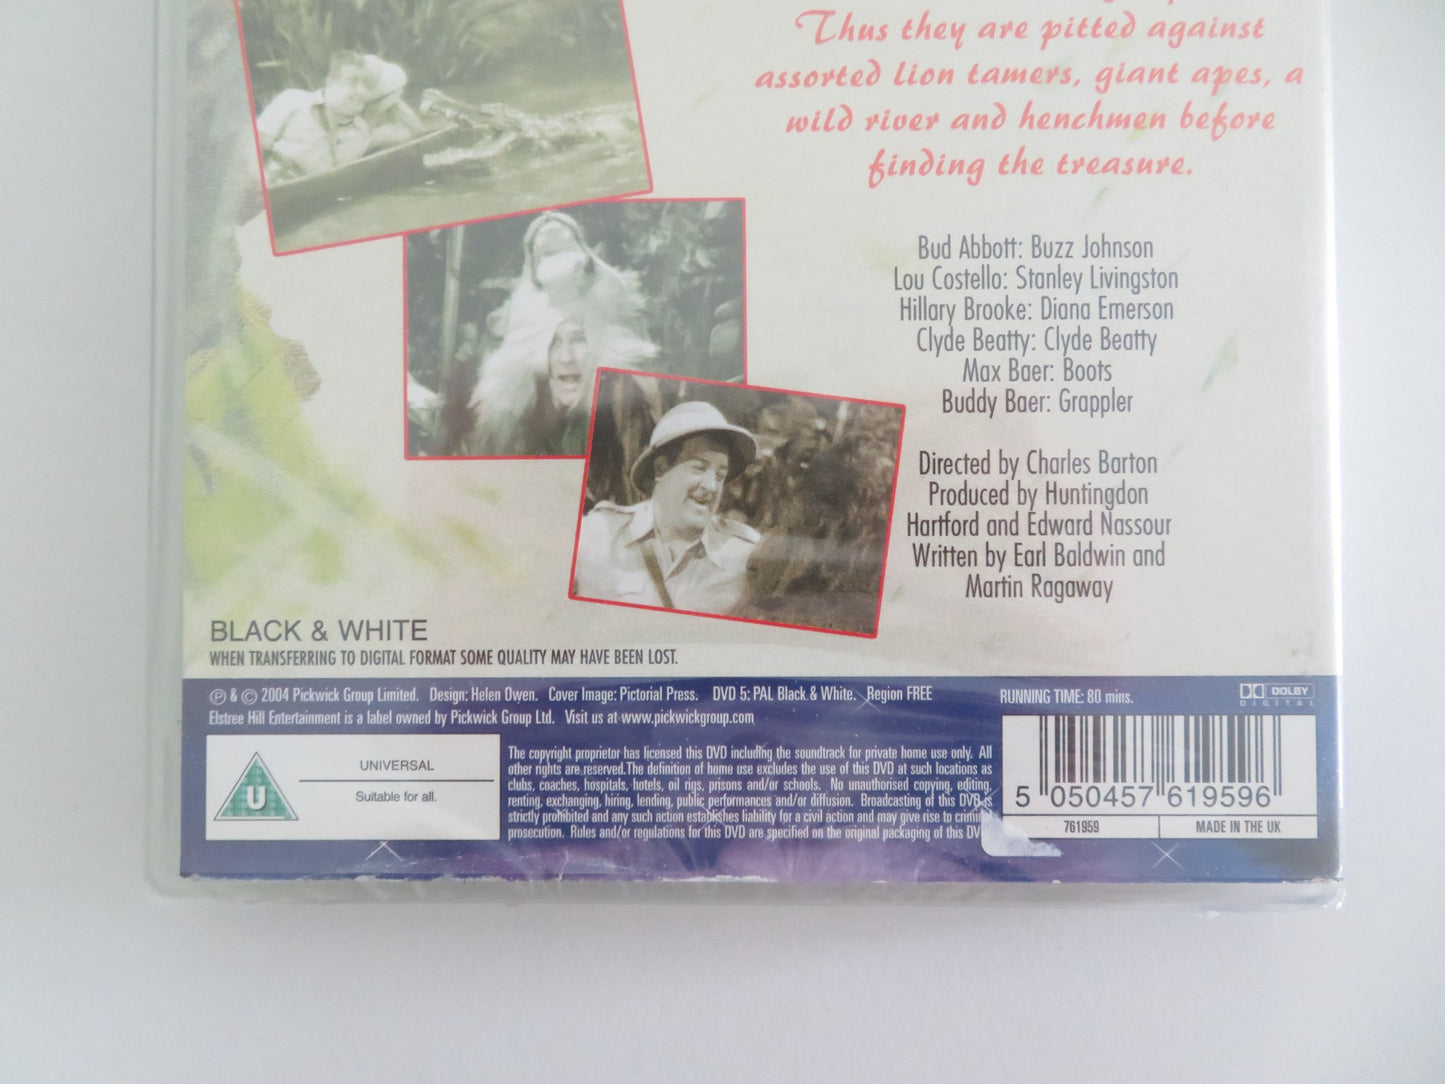 Thus they are pitted against
assorted lion tamers, giant apes, a
wild river and henchmen before
finding the treasure.
Bud Abbott: Buzz Johnson
Lou Costello: Stanley Livingston
Hillary Brooke: Diana Emerson
Clyde Beatty: Clyde Beatty
Max Baer: Boots
Buddy Baer: Grappler
Directed by Charles Barton
Produced by Huntingdon
Hartford and Edward Nassour
Written by Earl Baldwin and
Martin Ragaway
BLACK & WHITE
WHEN TRANSFERRING TO DIGITAL FORMAT SOME QUALITY MAY HAVE BEEN LOST.
℗ & © 2004 Pickwick Group Limited. Design: Helen Owen. Cover Image: Pictorial Press. DVD 5: PAL Black & White. Region FREE
Elstree Hill Entertainment is a label owned by Pickwick Group Ltd. Visit us at www.pickwickgroup.com
RUNNING TIME: 80 mins.
DOLBY
DIGITAL
U
UNIVERSAL
Suitable for all.
The copyright proprietor has licensed this DVD including the soundtrack for private home use only. All
other rights are reserved.The definition of home use excludes the use of this DVD at such locations as
clubs, coaches, hospitals, hotels, oil rigs, prisons and/or schools. No unauthorised copying, editing,
renting, exchanging, hiring, lending, public performances and/or diffusion. Broadcasting of this DVD is
strictly prohibited and any such action establishes liability for a civil action and may give rise to criminal
prosecution. Rules and/or regulations for this DVD are specified on the original packaging of this DV
5 050457 619596
761959
MADE IN THE UK